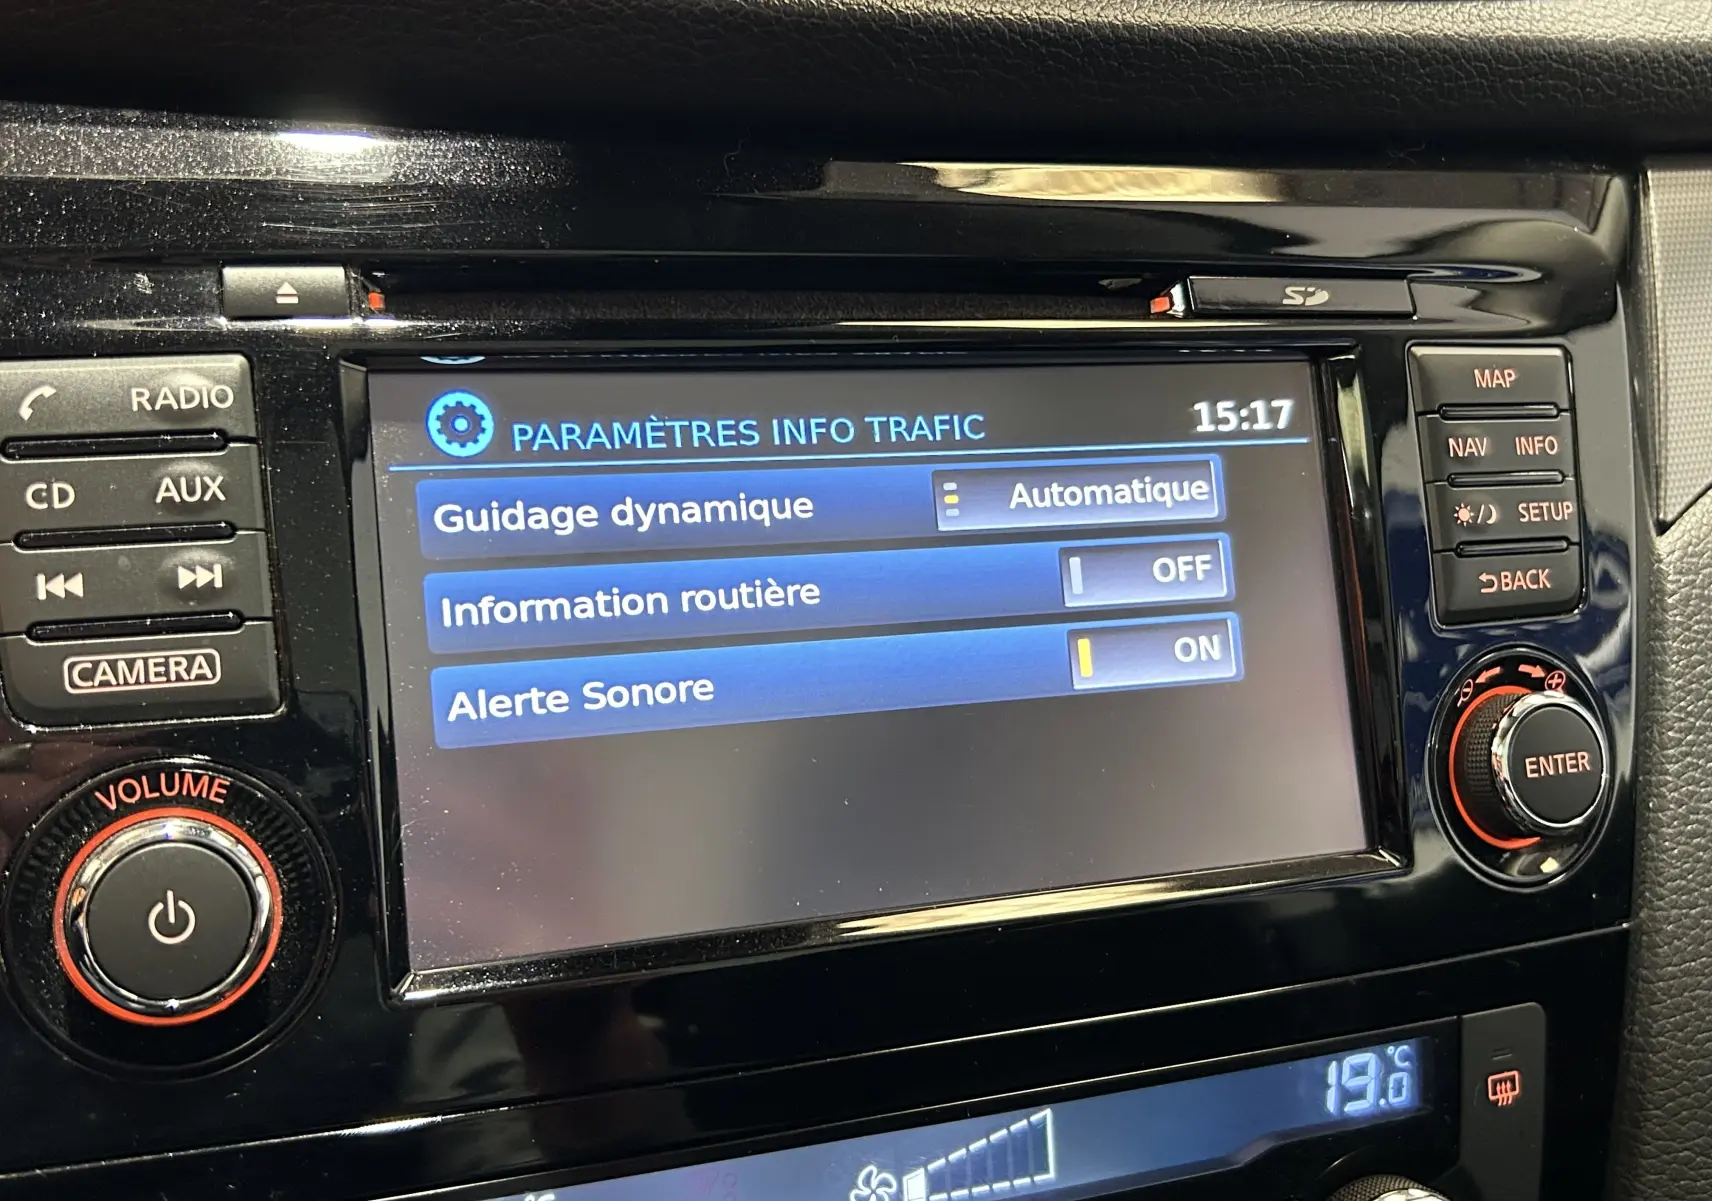 SD
RADIO
CD AUX
CAMERA
VOLUME
PARAMÈTRES INFO TRAFIC 15:17
Guidage dynamique Automatique
Information routière OFF
Alerte Sonore ON
MAP
NAV INFO
SETUP
BACK
ENTER
19.0 °C